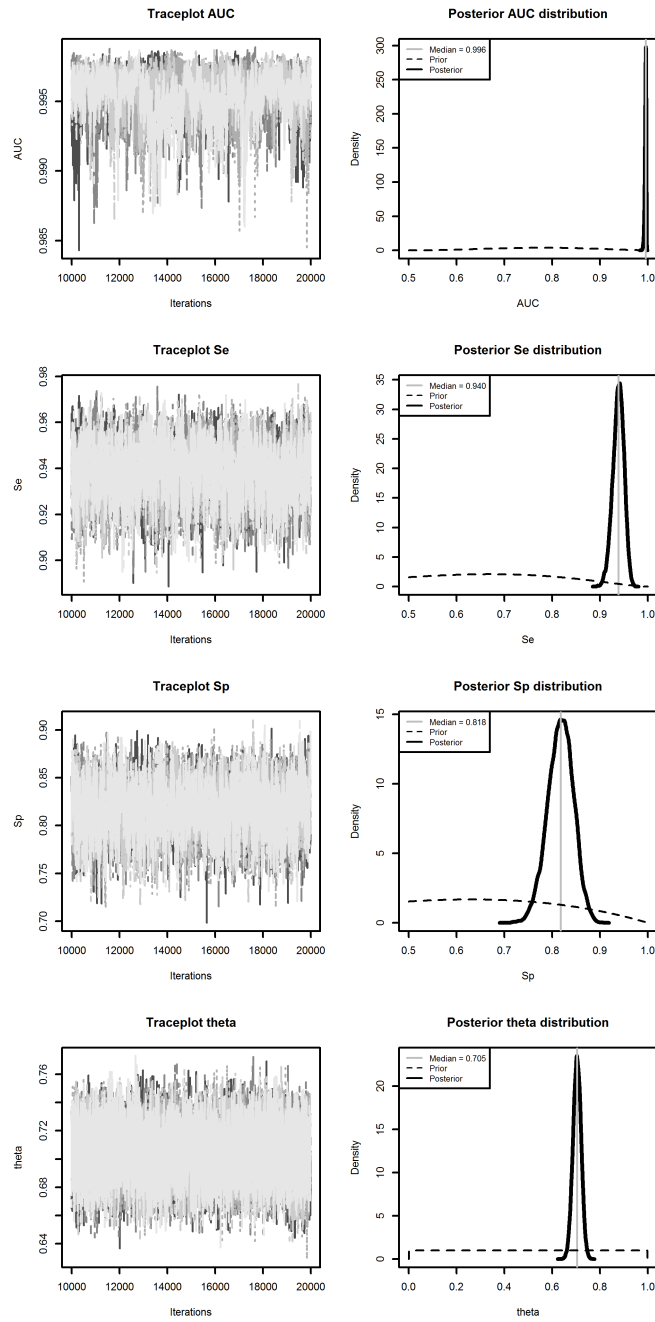 Traceplot AUC
AUC
0.995
0.990
0.985
10000 12000 14000 16000 18000 20000
Iterations
Posterior AUC distribution
Density
300
250
200
150
100
50
0
Median = 0.996
Prior
Posterior
0.5 0.6 0.7 0.8 0.9 1.0
AUC
Traceplot Se
Se
0.98
0.96
0.94
0.92
0.90
10000 12000 14000 16000 18000 20000
Iterations
Posterior Se distribution
Density
35
30
25
20
15
10
5
0
Median = 0.940
Prior
Posterior
0.5 0.6 0.7 0.8 0.9 1.0
Se
Traceplot Sp
Sp
0.90
0.85
0.80
0.75
0.70
10000 12000 14000 16000 18000 20000
Iterations
Posterior Sp distribution
Density
15
10
5
0
Median = 0.818
Prior
Posterior
0.5 0.6 0.7 0.8 0.9 1.0
Sp
Traceplot theta
theta
0.76
0.72
0.68
0.64
10000 12000 14000 16000 18000 20000
Iterations
Posterior theta distribution
Density
20
15
10
5
0
Median = 0.705
Prior
Posterior
0.0 0.2 0.4 0.6 0.8 1.0
theta